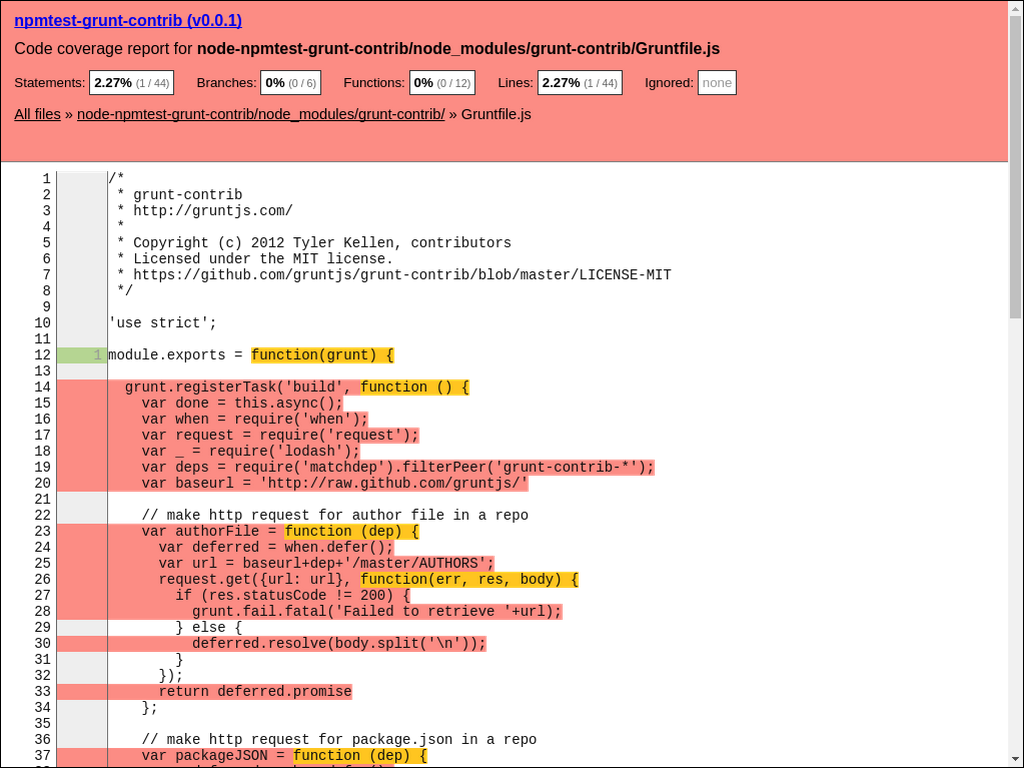 npmtest-grunt-contrib (v0.0.1)
Code coverage report for node-npmtest-grunt-contrib/node_modules/grunt-contrib/Gruntfile.js
Statements: 2.27% (1 / 44) Branches: 0% (0 / 6) Functions: 0% (0 / 12) Lines: 2.27% (1 / 44) Ignored: none
All files » node-npmtest-grunt-contrib/node_modules/grunt-contrib/ » Gruntfile.js
1 /*
2  * grunt-contrib
3  * http://gruntjs.com/
4  *
5  * Copyright (c) 2012 Tyler Kellen, contributors
6  * Licensed under the MIT license.
7  * https://github.com/gruntjs/grunt-contrib/blob/master/LICENSE-MIT
8  */
9
10 'use strict';
11
12 1 module.exports = function(grunt) {
13
14   grunt.registerTask('build', function () {
15     var done = this.async();
16     var when = require('when');
17     var request = require('request');
18     var _ = require('lodash');
19     var deps = require('matchdep').filterPeer('grunt-contrib-*');
20     var baseurl = 'http://raw.github.com/gruntjs/'
21
22     // make http request for author file in a repo
23     var authorFile = function (dep) {
24       var deferred = when.defer();
25       var url = baseurl+dep+'/master/AUTHORS';
26       request.get({url: url}, function(err, res, body) {
27         if (res.statusCode != 200) {
28           grunt.fail.fatal('Failed to retrieve '+url);
29         } else {
30           deferred.resolve(body.split('\n'));
31         }
32       });
33       return deferred.promise
34     };
35
36     // make http request for package.json in a repo
37     var packageJSON = function (dep) {